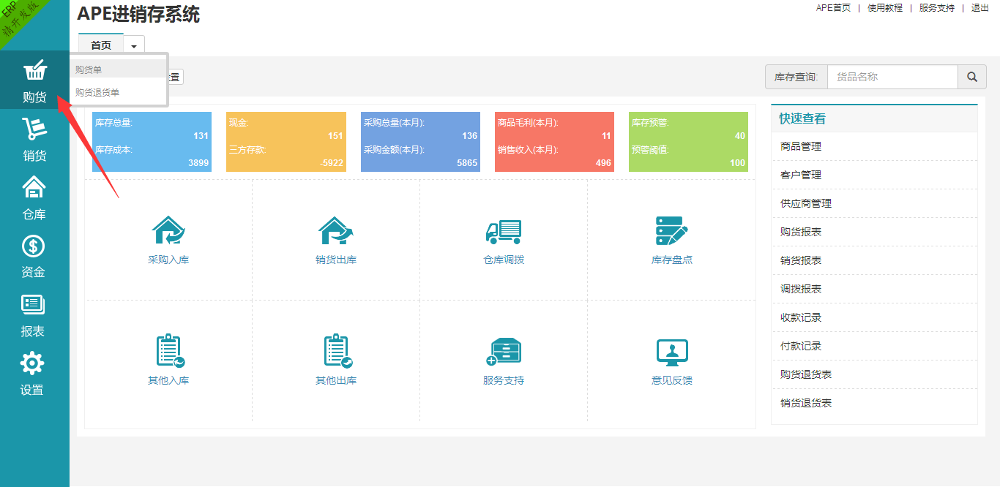 ERP
精开发版
APE进销存系统
APE首页 | 使用教程 | 服务支持 | 退出
首页
购货
购货单
购货退货单
置
库存查询:
货品名称
销货
仓库
资金
报表
设置
库存总量:
131
库存成本:
3899
现金:
151
三方存款:
-5922
采购总量(本月):
136
采购金额(本月):
5865
商品毛利(本月):
11
销售收入(本月):
496
库存预警:
40
预警阈值:
100
采购入库
销货出库
仓库调拨
库存盘点
其他入库
其他出库
服务支持
意见反馈
快速查看
商品管理
客户管理
供应商管理
购货报表
销货报表
调拨报表
收款记录
付款记录
购货退货表
销货退货表